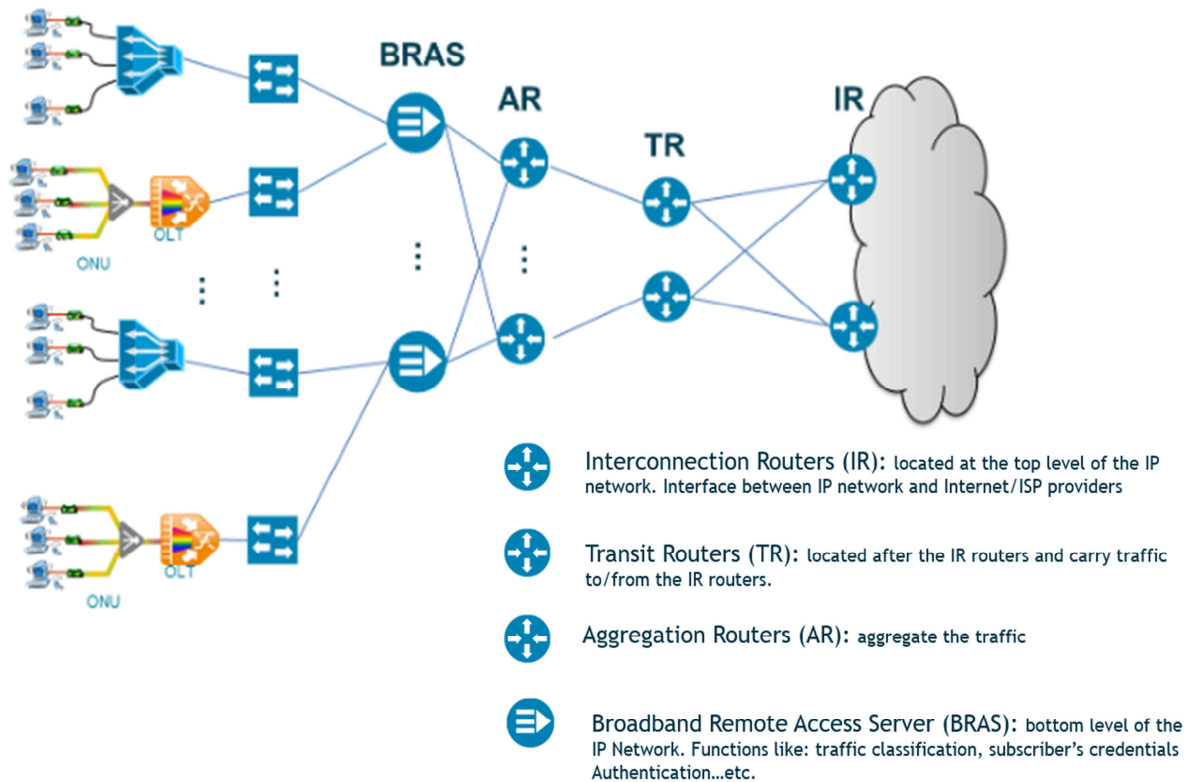 BRAS
AR
IR
TR
OLT
ONU
OLT
ONU
Interconnection Routers (IR): located at the top level of the IP
network. Interface between IP network and Internet/ISP providers
Transit Routers (TR): located after the IR routers and carry traffic
to/from the IR routers.
Aggregation Routers (AR): aggregate the traffic
Broadband Remote Access Server (BRAS): bottom level of the
IP Network. Functions like: traffic classification, subscriber’s credentials
Authentication...etc.